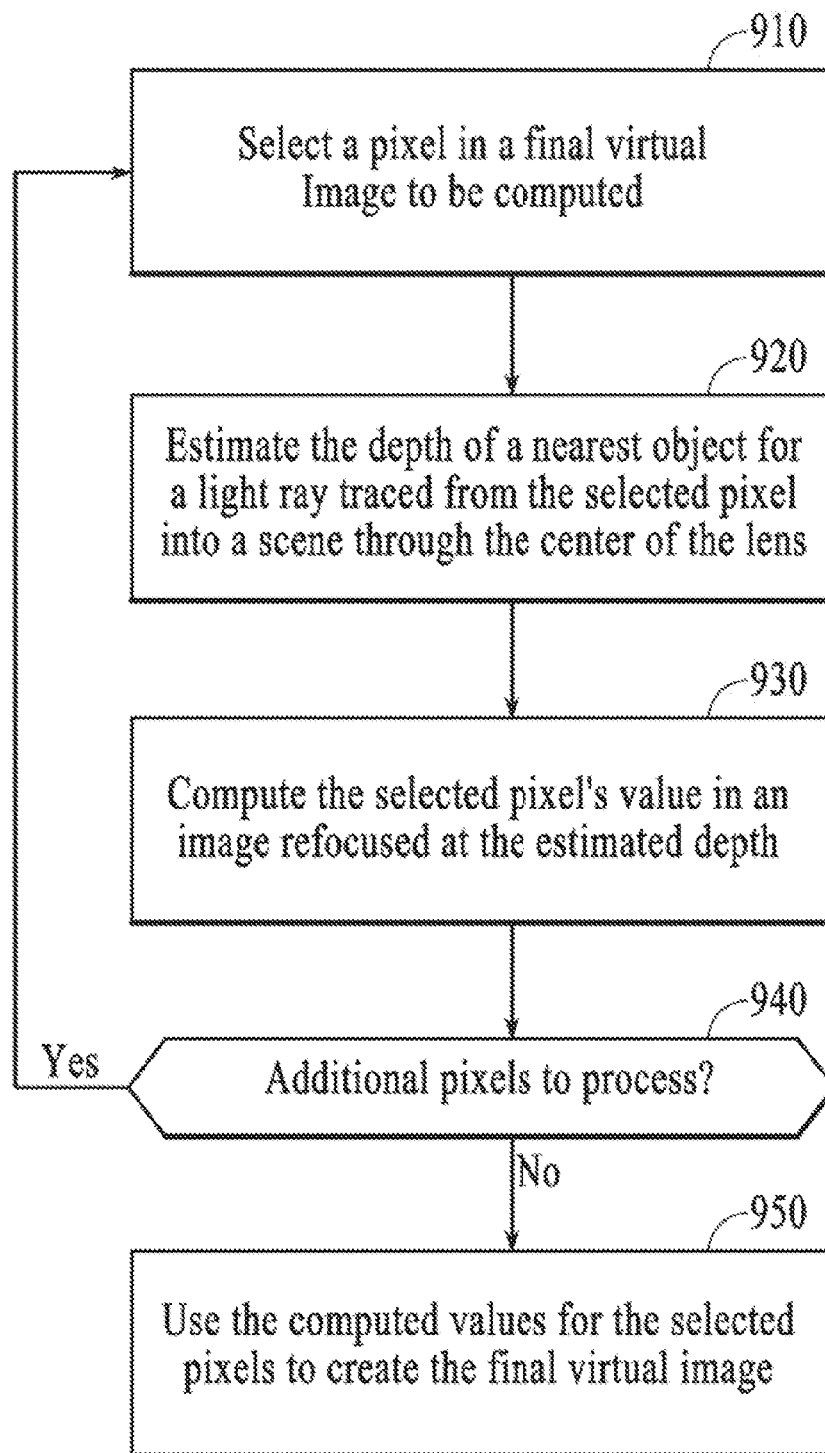 910
Select a pixel in a final virtual
Image to be computed
920
Estimate the depth of a nearest object for
a light ray traced from the selected pixel
into a scene through the center of the lens
930
Compute the selected pixel's value in an
image refocused at the estimated depth
940
Yes
Additional pixels to process?
No
950
Use the computed values for the selected
pixels to create the final virtual image